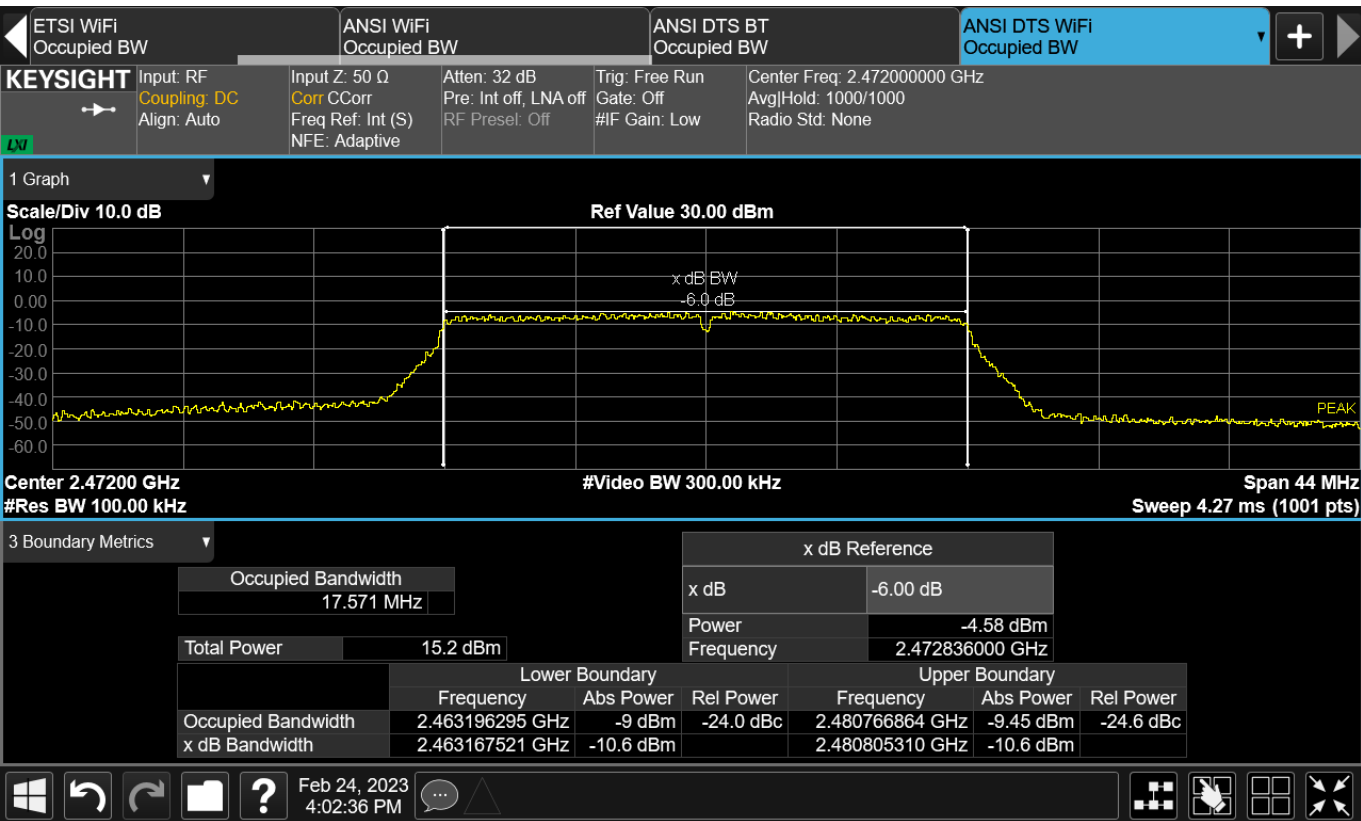 ETSI WiFi
Occupied BW
ANSI WiFi
Occupied BW
ANSI DTS BT
Occupied BW
ANSI DTS WiFi
Occupied BW
KEYSIGHT
LXI
Input: RF
Coupling: DC
Align: Auto
Input Z: 50 Ω
Corr CCorr
Freq Ref: Int (S)
NFE: Adaptive
Atten: 32 dB
Pre: Int off, LNA off
RF Presel: Off
Trig: Free Run
Gate: Off
#IF Gain: Low
Center Freq: 2.472000000 GHz
Avg|Hold: 1000/1000
Radio Std: None
1 Graph
Scale/Div 10.0 dB Ref Value 30.00 dBm
Log
20.0
10.0
0.00
-10.0
-20.0
-30.0
-40.0
-50.0
-60.0
x dB BW
-6.0 dB
PEAK
Center 2.47200 GHz #Video BW 300.00 kHz Span 44 MHz
#Res BW 100.00 kHz Sweep 4.27 ms (1001 pts)
3 Boundary Metrics
Occupied Bandwidth
17.571 MHz
Total Power 15.2 dBm
x dB Reference
x dB -6.00 dB
Power -4.58 dBm
Frequency 2.472836000 GHz
Lower Boundary Upper Boundary
Frequency Abs Power Rel Power Frequency Abs Power Rel Power
Occupied Bandwidth 2.463196295 GHz -9 dBm -24.0 dBc 2.480766864 GHz -9.45 dBm -24.6 dBc
x dB Bandwidth 2.463167521 GHz -10.6 dBm 2.480805310 GHz -10.6 dBm
Feb 24, 2023
4:02:36 PM